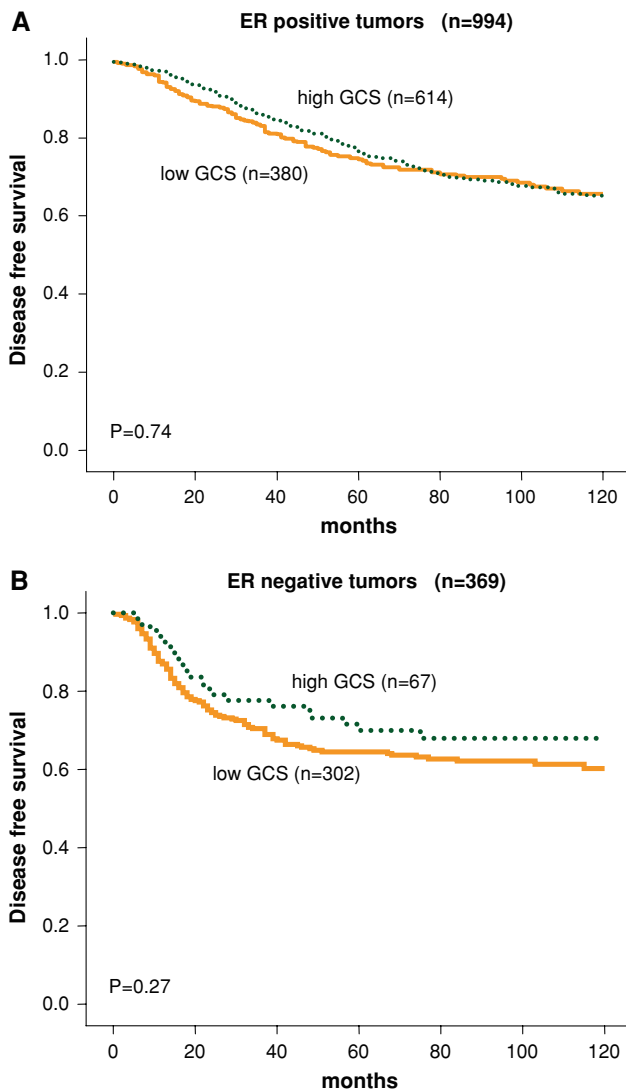 A
ER positive tumors (n=994)
1.0
high GCS (n=614)
0.8
low GCS (n=380)
0.6
0.4
0.2
P=0.74
0.0
Disease free survival
0 20 40 60 80 100 120
months
B
ER negative tumors (n=369)
1.0
high GCS (n=67)
0.8
0.6
low GCS (n=302)
0.4
0.2
P=0.27
0.0
Disease free survival
0 20 40 60 80 100 120
months